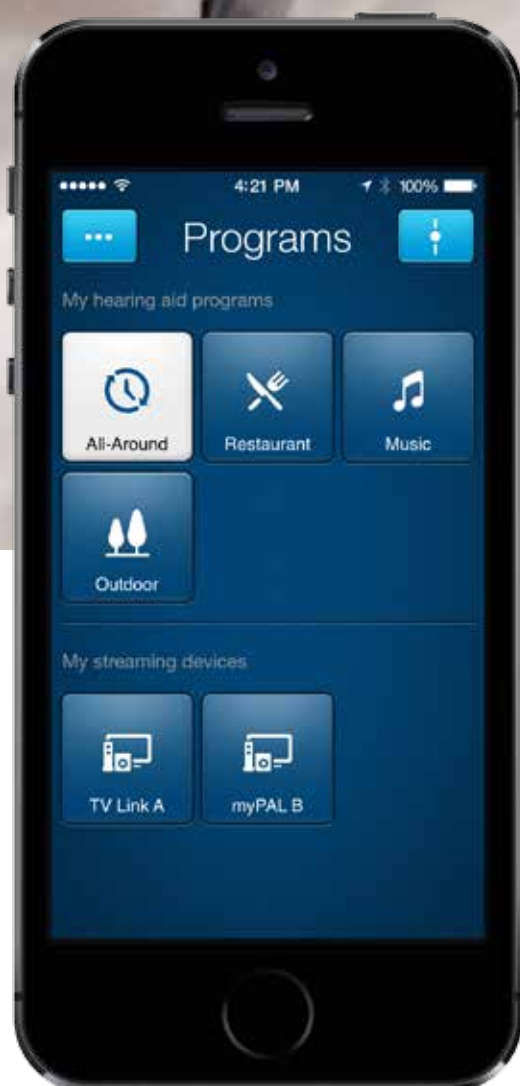 4:21 PM
100%
Programs
My hearing aid programs
All-Around
Restaurant
Music
Outdoor
My streaming devices
TV Link A
myPAL B